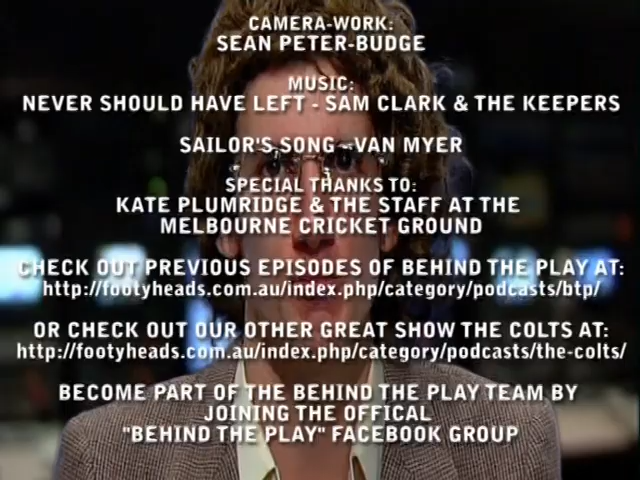 CAMERA-WORK:
SEAN PETER-BUDGE
MUSIC:
NEVER SHOULD HAVE LEFT - SAM CLARK & THE KEEPERS
SAILOR'S SONG - VAN MYER
SPECIAL THANKS TO:
KATE PLUMRIDGE & THE STAFF AT THE
MELBOURNE CRICKET GROUND
CHECK OUT PREVIOUS EPISODES OF BEHIND THE PLAY AT:
http://footyheads.com.au/index.php/category/podcasts/btp/
OR CHECK OUT OUR OTHER GREAT SHOW THE COLTS AT:
http://footyheads.com.au/index.php/category/podcasts/the-colts/
BECOME PART OF THE BEHIND THE PLAY TEAM BY
JOINING THE OFFICAL
"BEHIND THE PLAY" FACEBOOK GROUP